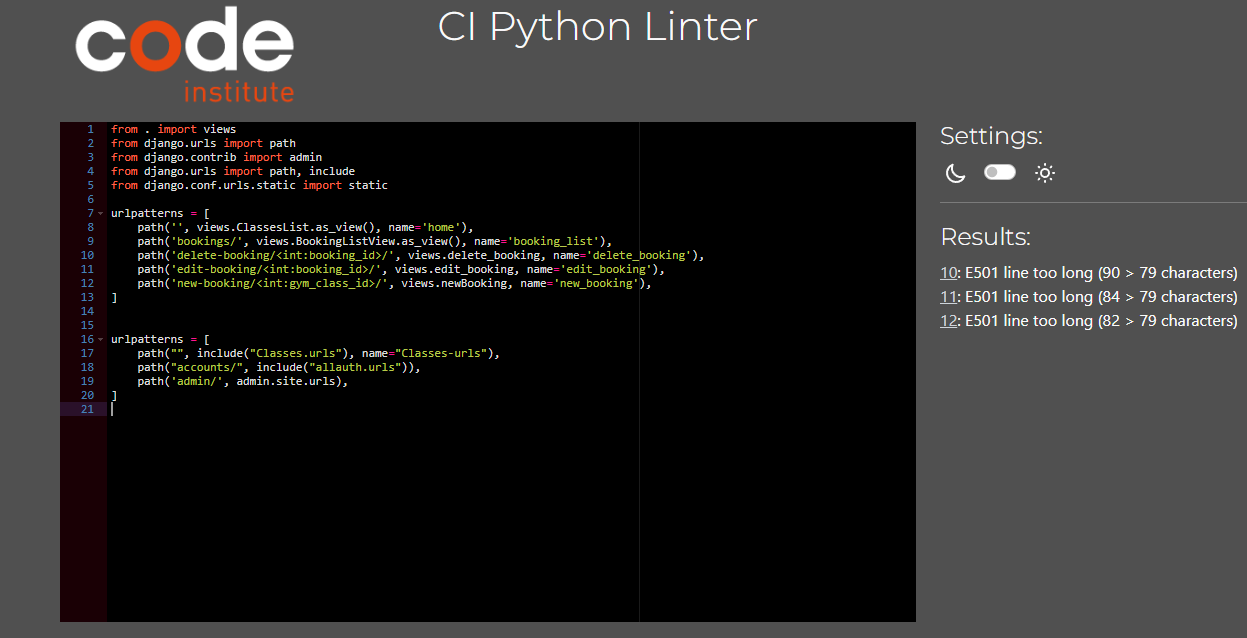 code
institute
CI Python Linter
1 from . import views
2 from django.urls import path
3 from django.contrib import admin
4 from django.urls import path, include
5 from django.conf.urls.static import static
6
7 urlpatterns = [
8     path('', views.ClassesList.as_view(), name='home'),
9     path('bookings/', views.BookingListView.as_view(), name='booking_list'),
10     path('delete-booking/<int:booking_id>/', views.delete_booking, name='delete_booking'),
11     path('edit-booking/<int:booking_id>/', views.edit_booking, name='edit_booking'),
12     path('new-booking/<int:gym_class_id>/', views.newBooking, name='new_booking'),
13 ]
14
15
16 urlpatterns = [
17     path("", include("Classes.urls"), name="Classes-urls"),
18     path("accounts/", include("allauth.urls")),
19     path('admin/', admin.site.urls),
20 ]
21
Settings:
Results:
10: E501 line too long (90 > 79 characters)
11: E501 line too long (84 > 79 characters)
12: E501 line too long (82 > 79 characters)